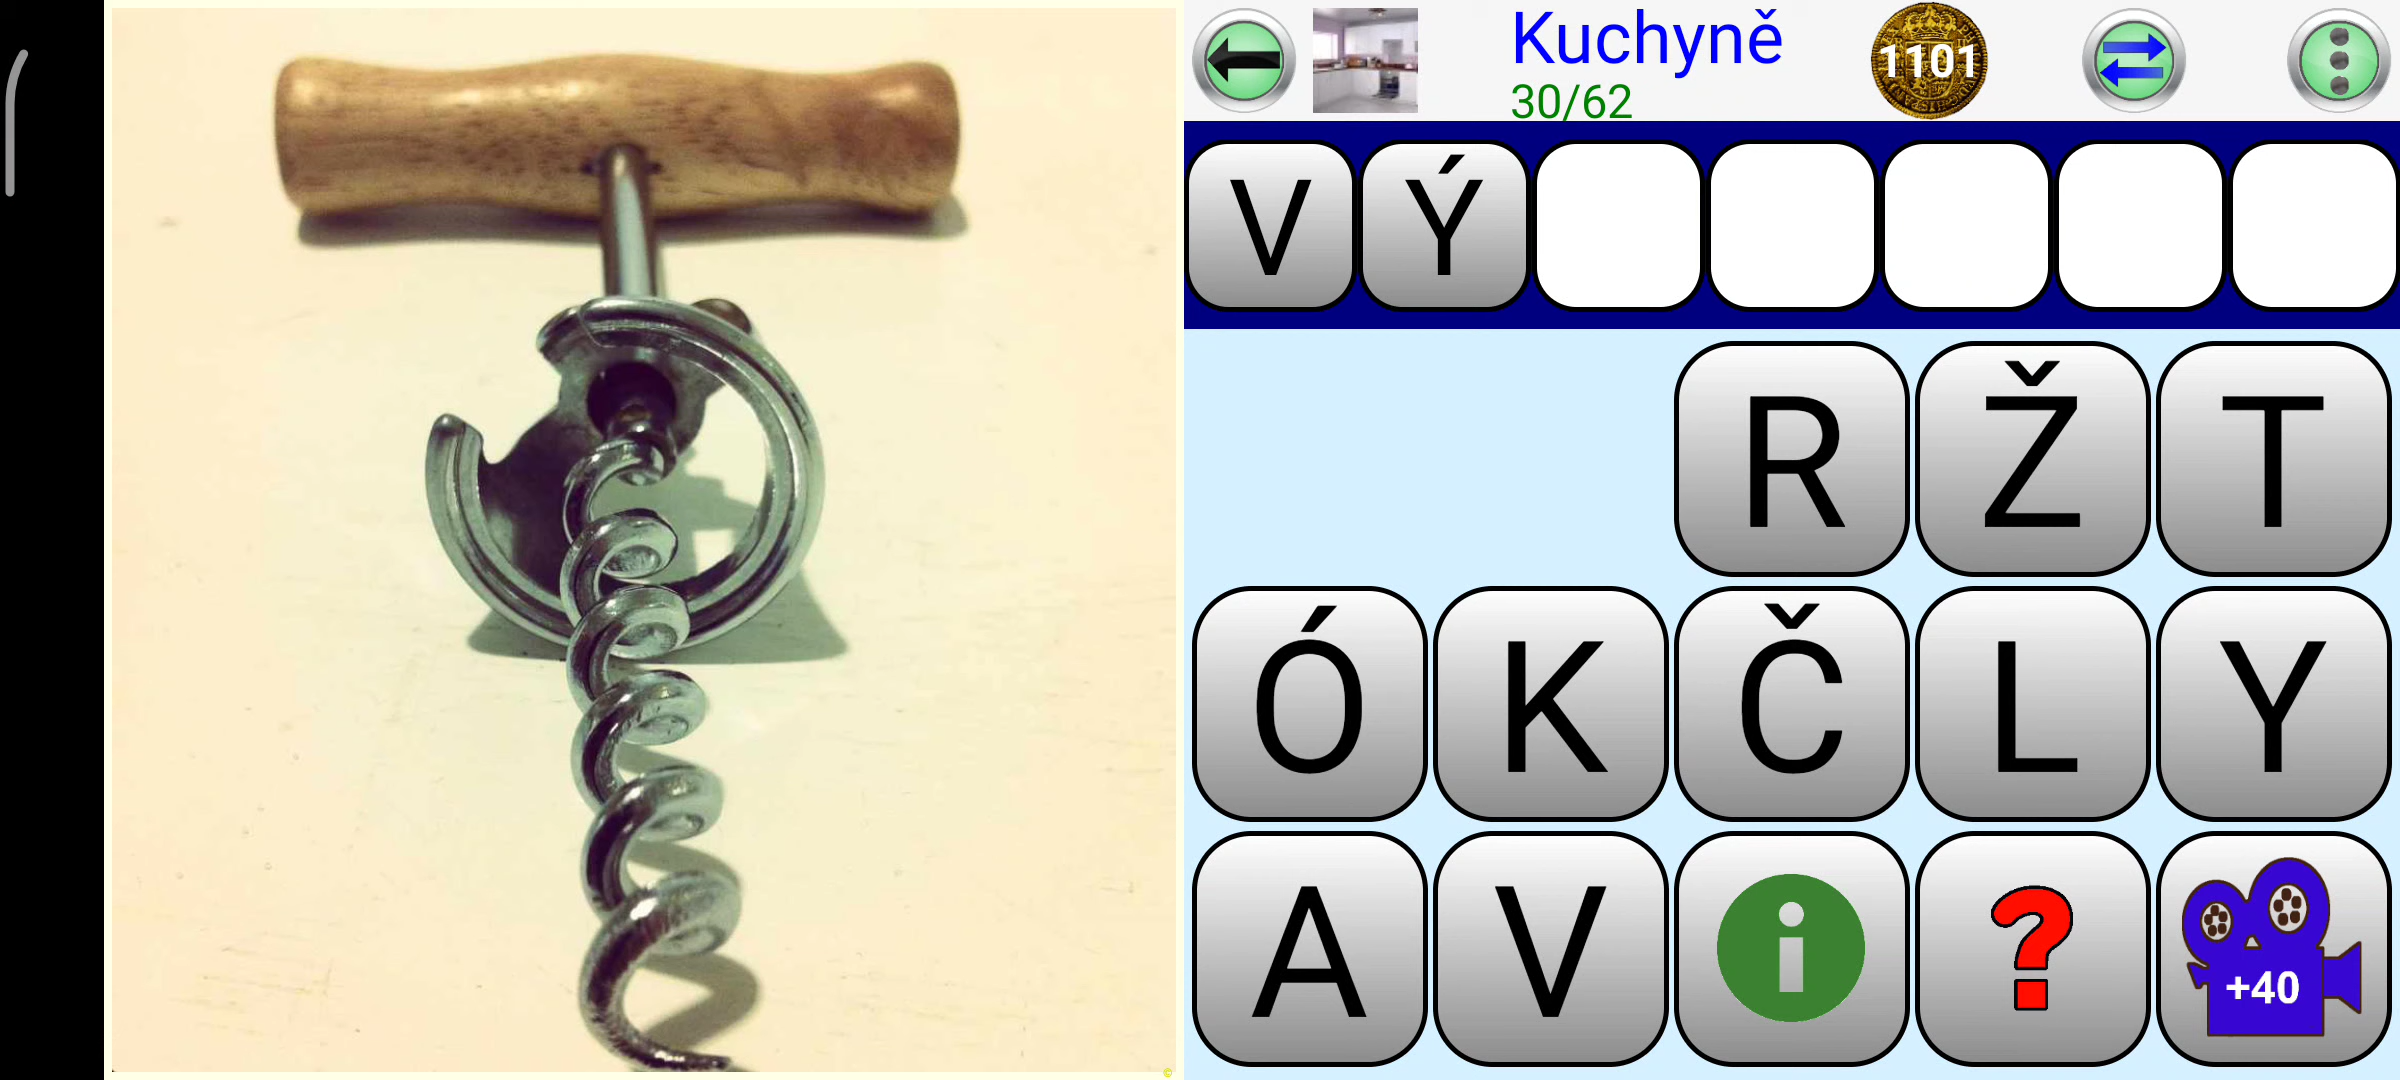 Kuchyně
30/62
1101
V Ý
R Ž T
Ó K Č L Y
A V i ? +40
©